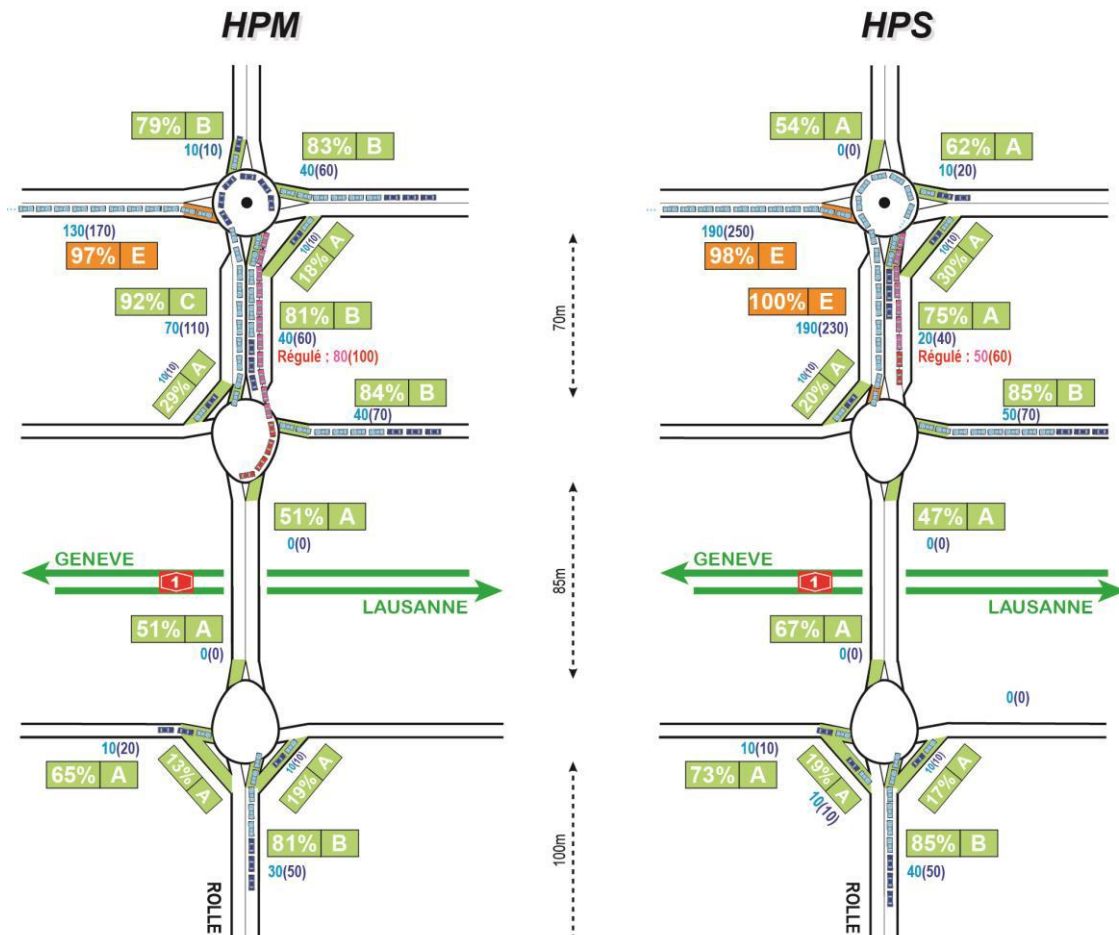 HPM
HPS
79% B
10(10)
83% B
40(60)
130(170)
97% E
10(10)
18% A
92% C
70(110)
81% B
40(60)
Régulé : 80(100)
10(10)
29% A
84% B
40(70)
51% A
0(0)
GENEVE
1
LAUSANNE
51% A
0(0)
10(20)
65% A
13% A
10(10)
19% A
81% B
30(50)
ROLLE
70m
85m
100m
54% A
0(0)
62% A
10(20)
190(250)
98% E
10(10)
30% A
100% E
190(230)
75% A
20(40)
Régulé : 50(60)
10(10)
20% A
85% B
50(70)
47% A
0(0)
GENEVE
1
LAUSANNE
67% A
0(0)
0(0)
10(10)
73% A
19% A
10(10)
10(10)
17% A
85% B
40(50)
ROLLE